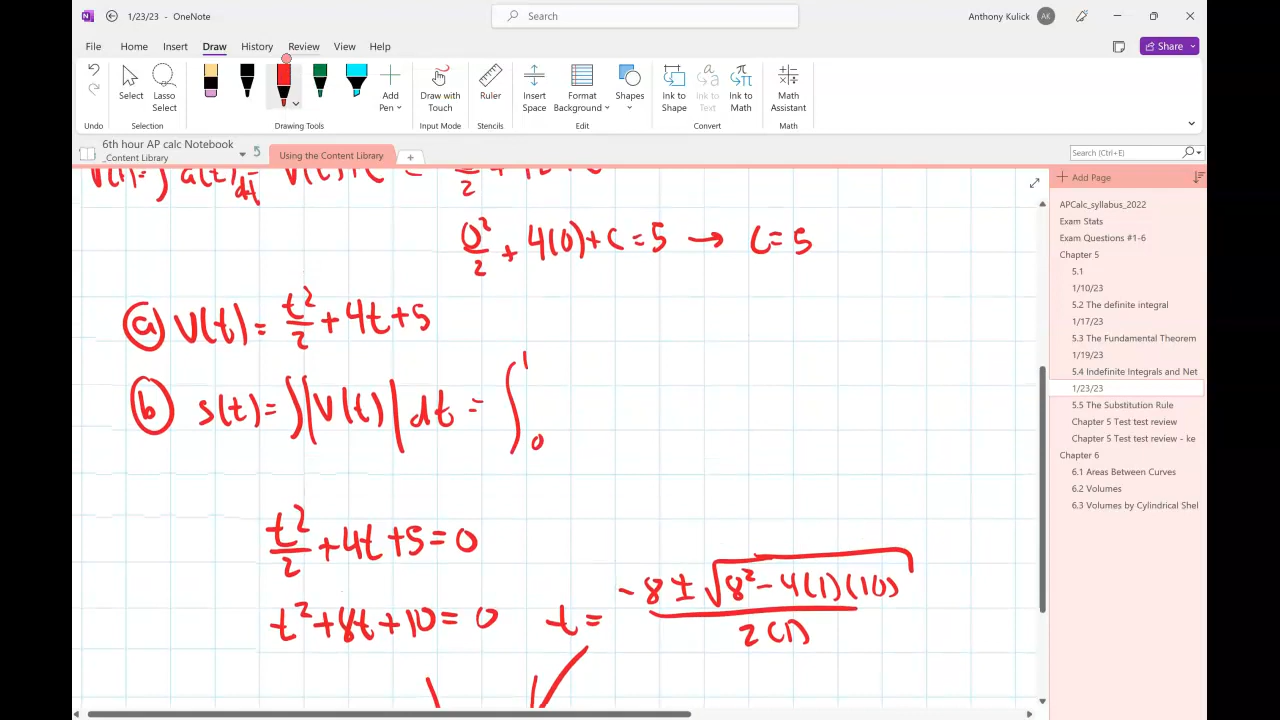 1/23/23 - OneNote
Search
Anthony Kulick AK
File Home Insert Draw History Review View Help
Share
Undo
Select
Lasso Select
Add Pen
Draw with Touch
Ruler
Insert Space
Format Background
Shapes
Ink to Shape
Ink to Text
Ink to Math
Math Assistant
Undo Selection Drawing Tools Input Mode Stencils Edit Convert Math
6th hour AP calc Notebook
_Content Library
Using the Content Library
Search (Ctrl+E)
Add Page
APCalc_syllabus_2022
Exam Stats
Exam Questions #1-6
Chapter 5
5.1
1/10/23
5.2 The definite integral
1/17/23
5.3 The Fundamental Theorem
1/19/23
5.4 Indefinite Integrals and Net
1/23/23
5.5 The Substitution Rule
Chapter 5 Test test review
Chapter 5 Test test review - ke
Chapter 6
6.1 Areas Between Curves
6.2 Volumes
6.3 Volumes by Cylindrical Shel
V(t)=∫a(t)dt
0²/2 + 4(0)+C=5 → C=5
(a) V(t)= t²/2 +4t+5
(b) s(t)=∫|V(t)|dt = ∫₀¹
t²/2 +4t+5=0
t²+8t+10=0 t= -8±√(8²-4(1)(10)) / 2(1)